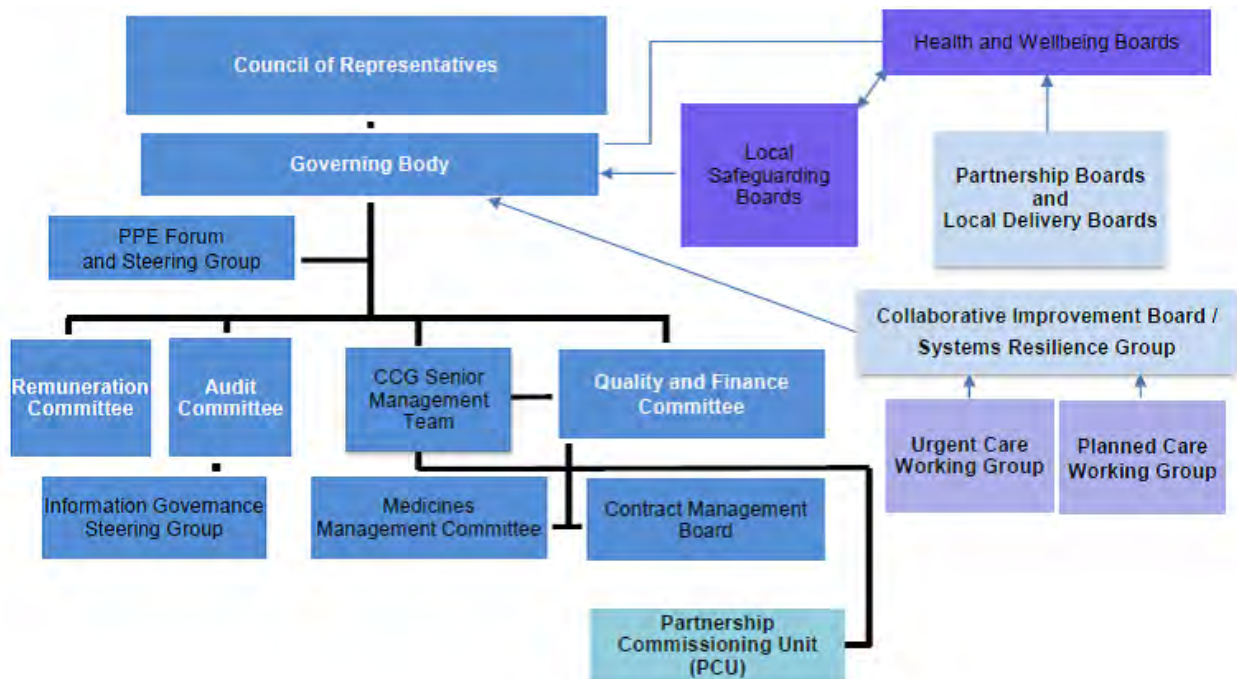 Council of Representatives
Health and Wellbeing Boards
Governing Body
Local
Safeguarding
Boards
Partnership Boards
and
Local Delivery Boards
PPE Forum
and Steering Group
Collaborative Improvement Board /
Systems Resilience Group
Remuneration
Committee
Audit
Committee
CCG Senior
Management
Team
Quality and Finance
Committee
Urgent Care
Working Group
Planned Care
Working Group
Information Governance
Steering Group
Medicines
Management Committee
Contract Management
Board
Partnership
Commissioning Unit
(PCU)